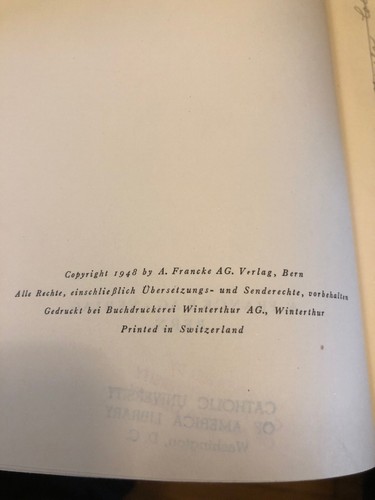 Copyright 1948 by A. Francke AG. Verlag, Bern
Alle Rechte, einschließlich Übersetzungs- und Senderechte, vorbehalten
Gedruckt bei Buchdruckerei Winterthur AG., Winterthur
Printed in Switzerland
CATHOLIC UNIVERSITY
OF AMERICA LIBRARY
Washington, D. C.